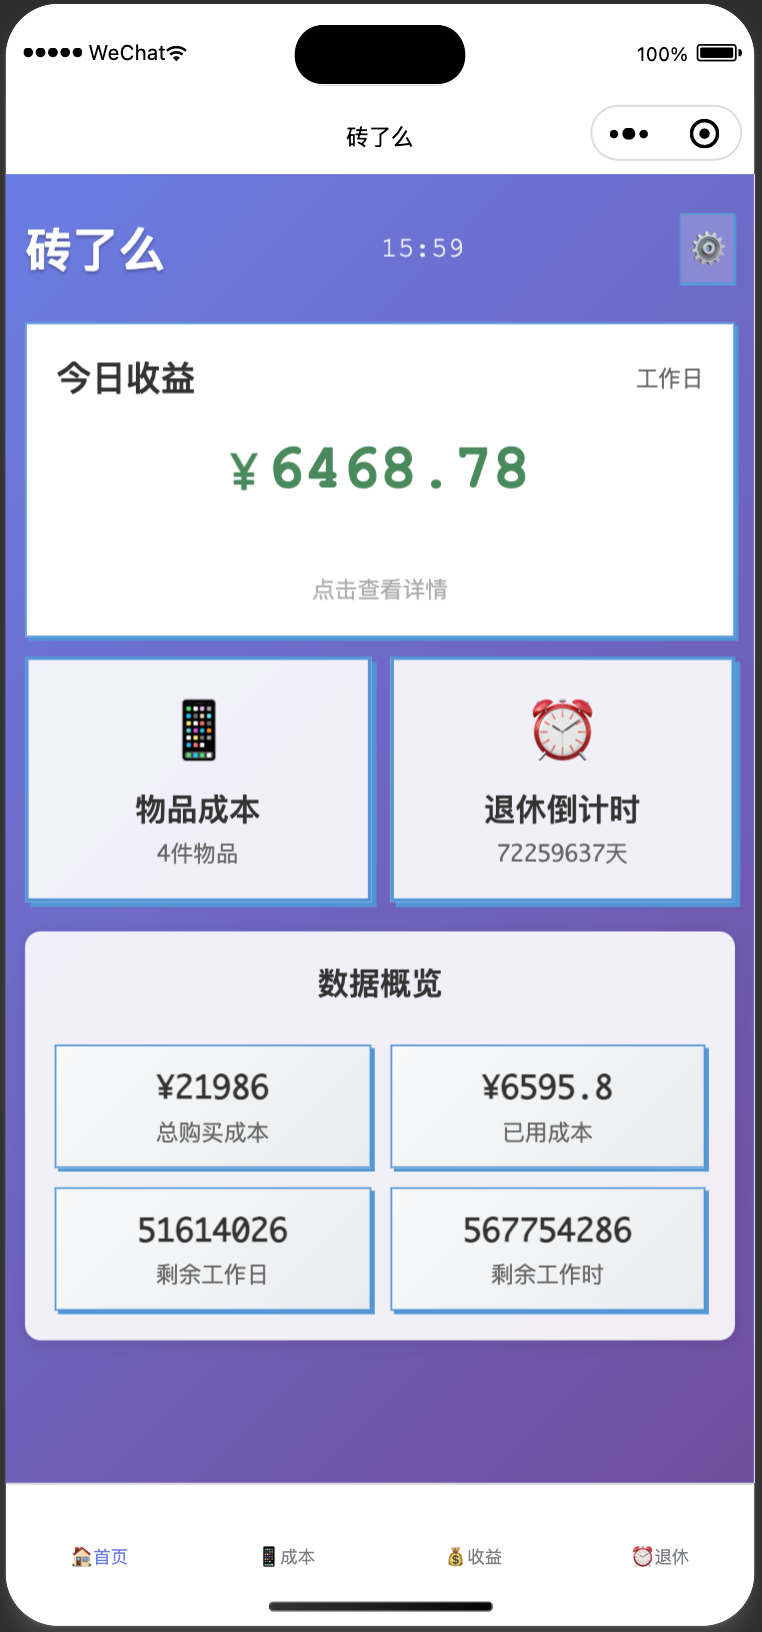 WeChat
100%
砖了么
砖了么
15:59
今日收益
工作日
¥6468.78
点击查看详情
物品成本
4件物品
退休倒计时
72259637天
数据概览
¥21986
总购买成本
¥6595.8
已用成本
51614026
剩余工作日
567754286
剩余工作时
首页
成本
收益
退休